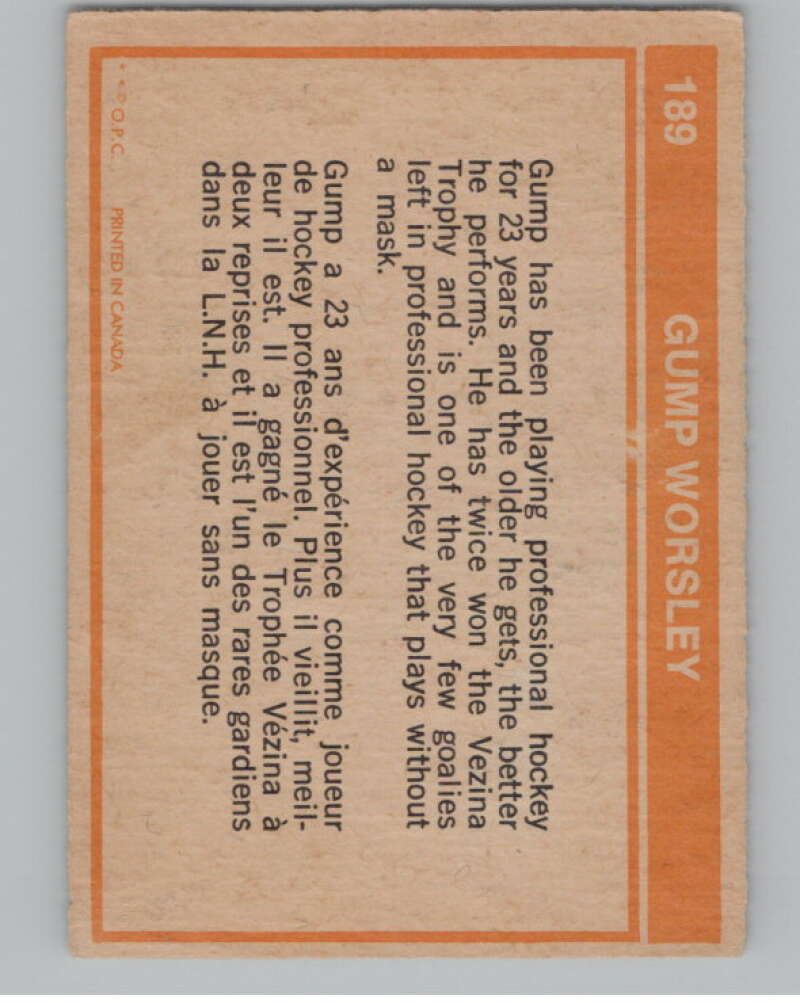 189 GUMP WORSLEY
Gump has been playing professional hockey
for 23 years and the older he gets, the better
he performs. He has twice won the Vezina
Trophy and is one of the very few goalies
left in professional hockey that plays without
a mask.
Gump a 23 ans d'expérience comme joueur
de hockey professionnel. Plus il vieillit, meil-
leur il est. Il a gagné le Trophée Vézina à
deux reprises et il est l'un des rares gardiens
dans la L.N.H. à jouer sans masque.
* * © O.P.C. PRINTED IN CANADA